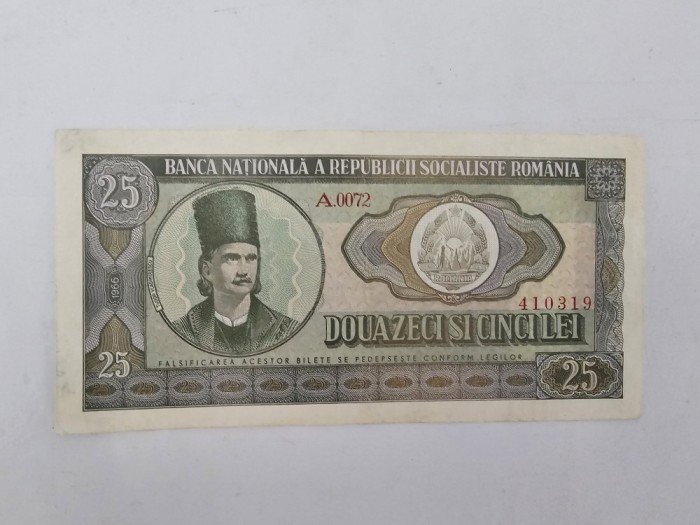 BANCA NAȚIONALĂ A REPUBLICII SOCIALISTE ROMÂNIA
25
A.0072
1966
410319
DOUĂZECI ȘI CINCI LEI
FALSIFICAREA ACESTOR BILETE SE PEDEPSEȘTE CONFORM LEGILOR
25
25